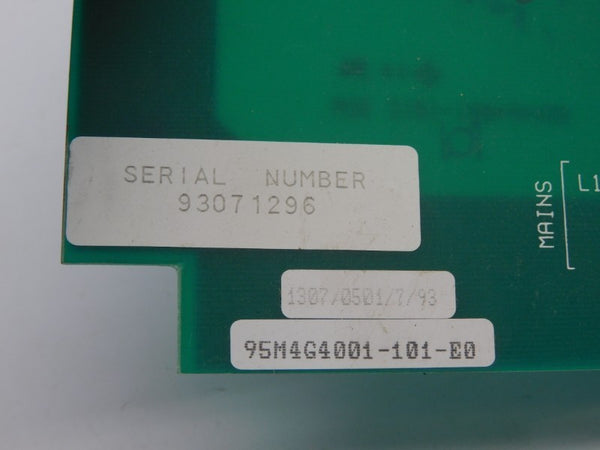 SERIAL NUMBER
93071296
MAINS
L1
1307/0501/7/93
95M4G4001-101-E0